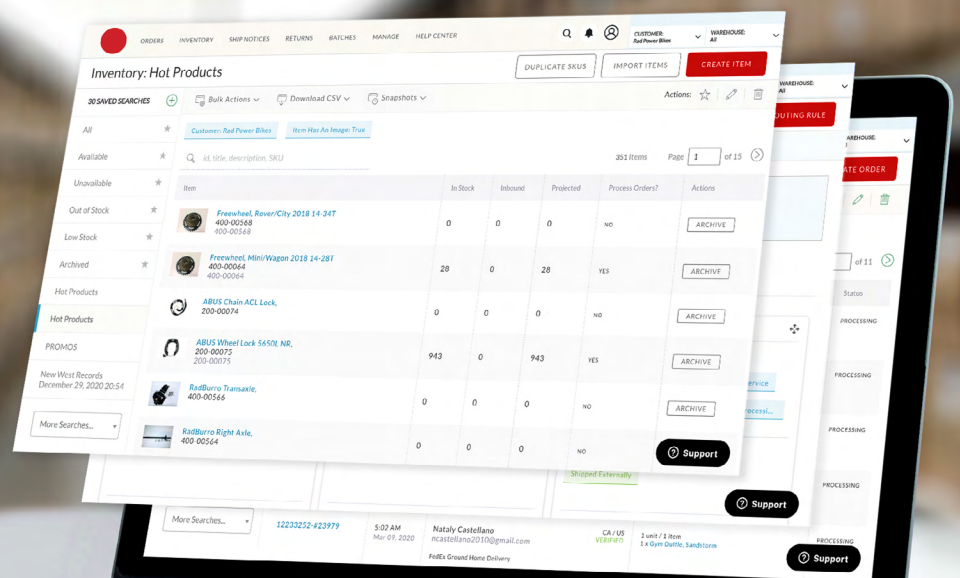 ORDERS INVENTORY SHIP NOTICES RETURNS BATCHES MANAGE HELP CENTER
CUSTOMER:
Rad Power Bikes
WAREHOUSE:
All
Inventory: Hot Products
DUPLICATE SKUS IMPORT ITEMS CREATE ITEM
30 SAVED SEARCHES
Bulk Actions Download CSV Snapshots
Actions:
All
Available
Unavailable
Out of Stock
Low Stock
Archived
Hot Products
Hot Products
PROMOS
New West Records
December 29, 2020 20:54
More Searches...
Customer: Rad Power Bikes Item Has An Image: True
id, title, description, SKU
351 Items Page 1 of 15
Item In Stock Inbound Projected Process Orders? Actions
Freewheel, Rover/City 2018 14-34T
400-00568
400-00568
0 0 0 NO ARCHIVE
Freewheel, Mini/Wagon 2018 14-28T
400-00064
400-00064
28 0 28 YES ARCHIVE
ABUS Chain ACL Lock,
200-00074
0 0 0 NO ARCHIVE
ABUS Wheel Lock 5650L NR,
200-00075
200-00075
943 0 943 YES ARCHIVE
RadBurro Transaxle,
400-00566
0 0 0 NO ARCHIVE
RadBurro Right Axle,
400-00564
0 0 0 NO
Support
WAREHOUSE:
All
OUTING RULE
ervice
ocessi...
Shipped Externally
Support
AREHOUSE:
ATE ORDER
of 11
Status
PROCESSING
PROCESSING
PROCESSING
PROCESSING
PROCESSING
More Searches...
12233252-#23979
5:02 AM
Mar 09, 2020
Nataly Castellano
ncastellano2010@gmail.com
FedEx Ground Home Delivery
CA / US
VERIFIED
1 unit / 1 item
1 x Gym Duttle, Sandstorm
Support